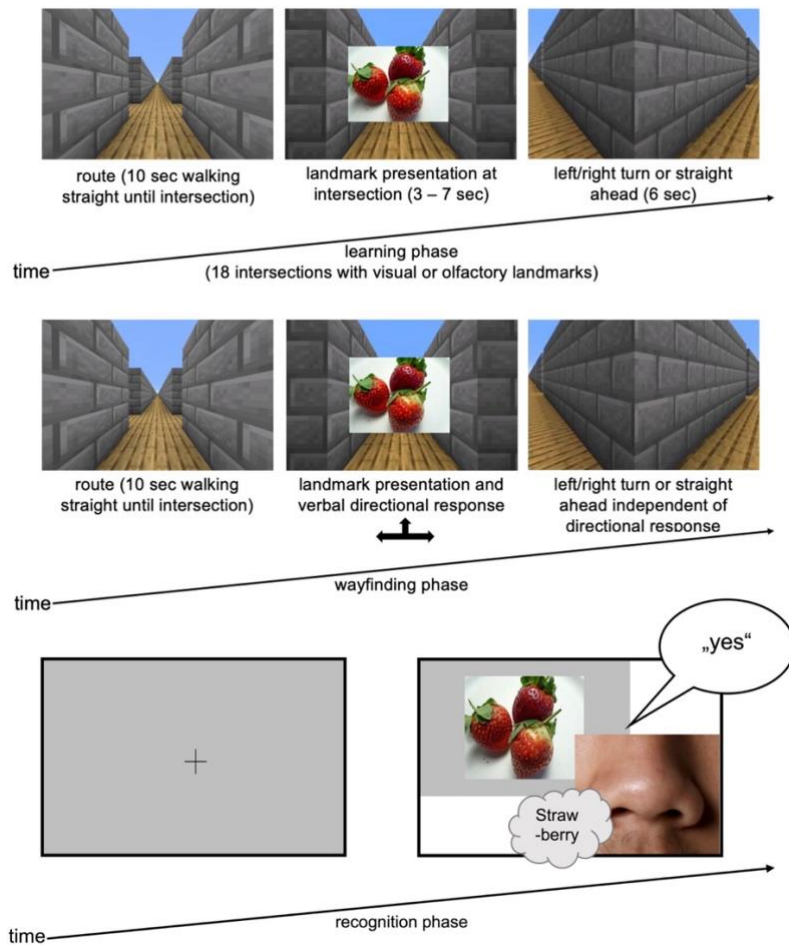 route (10 sec walking
straight until intersection)
landmark presentation at
intersection (3 – 7 sec)
left/right turn or straight
ahead (6 sec)
time
learning phase
(18 intersections with visual or olfactory landmarks)
route (10 sec walking
straight until intersection)
landmark presentation and
verbal directional response
left/right turn or straight
ahead independent of
directional response
time
wayfinding phase
„yes“
Straw
-berry
time
recognition phase